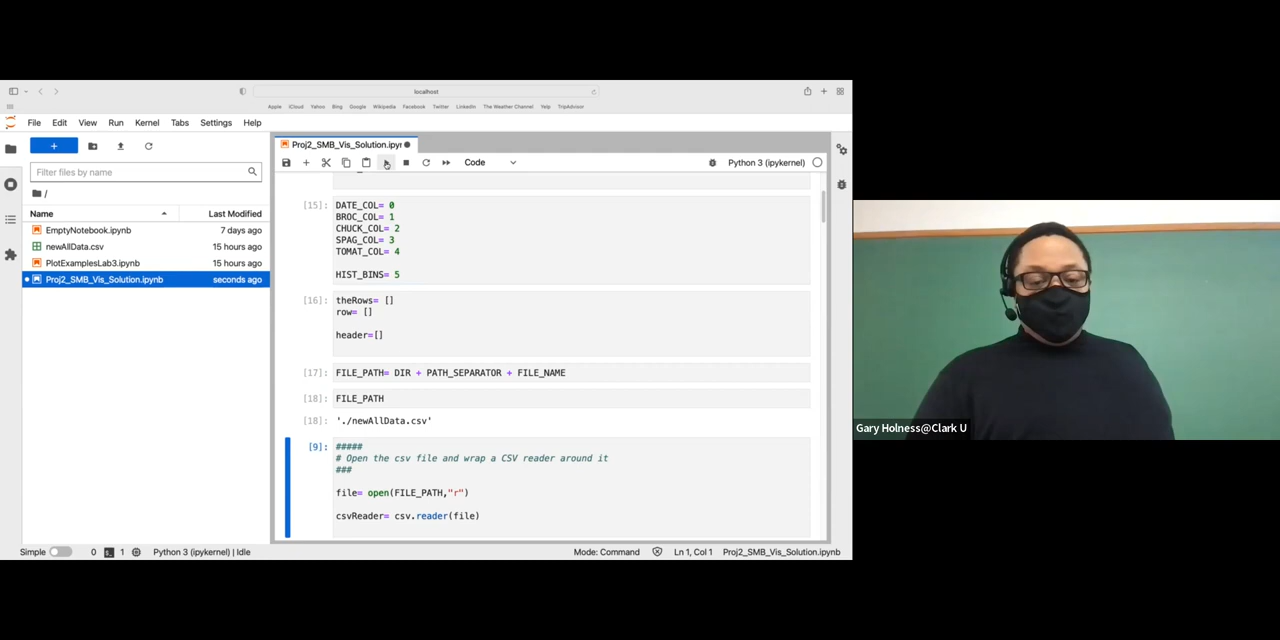 localhost
Apple iCloud Yahoo Bing Google Wikipedia Facebook Twitter LinkedIn The Weather Channel Yelp TripAdvisor
File Edit View Run Kernel Tabs Settings Help
Proj2_SMB_Vis_Solution.ipyr
Code
Python 3 (ipykernel)
Filter files by name
/
Name Last Modified
EmptyNotebook.ipynb 7 days ago
newAllData.csv 15 hours ago
PlotExamplesLab3.ipynb 15 hours ago
Proj2_SMB_Vis_Solution.ipynb seconds ago
[15]: DATE_COL= 0
BROC_COL= 1
CHUCK_COL= 2
SPAG_COL= 3
TOMAT_COL= 4
HIST_BINS= 5
[16]: theRows= []
row= []
header=[]
[17]: FILE_PATH= DIR + PATH_SEPARATOR + FILE_NAME
[18]: FILE_PATH
[18]: './newAllData.csv'
[9]: #####
# Open the csv file and wrap a CSV reader around it
###
file= open(FILE_PATH,"r")
csvReader= csv.reader(file)
Simple 0 1 Python 3 (ipykernel) | Idle Mode: Command Ln 1, Col 1 Proj2_SMB_Vis_Solution.ipynb
Gary Holness@Clark U